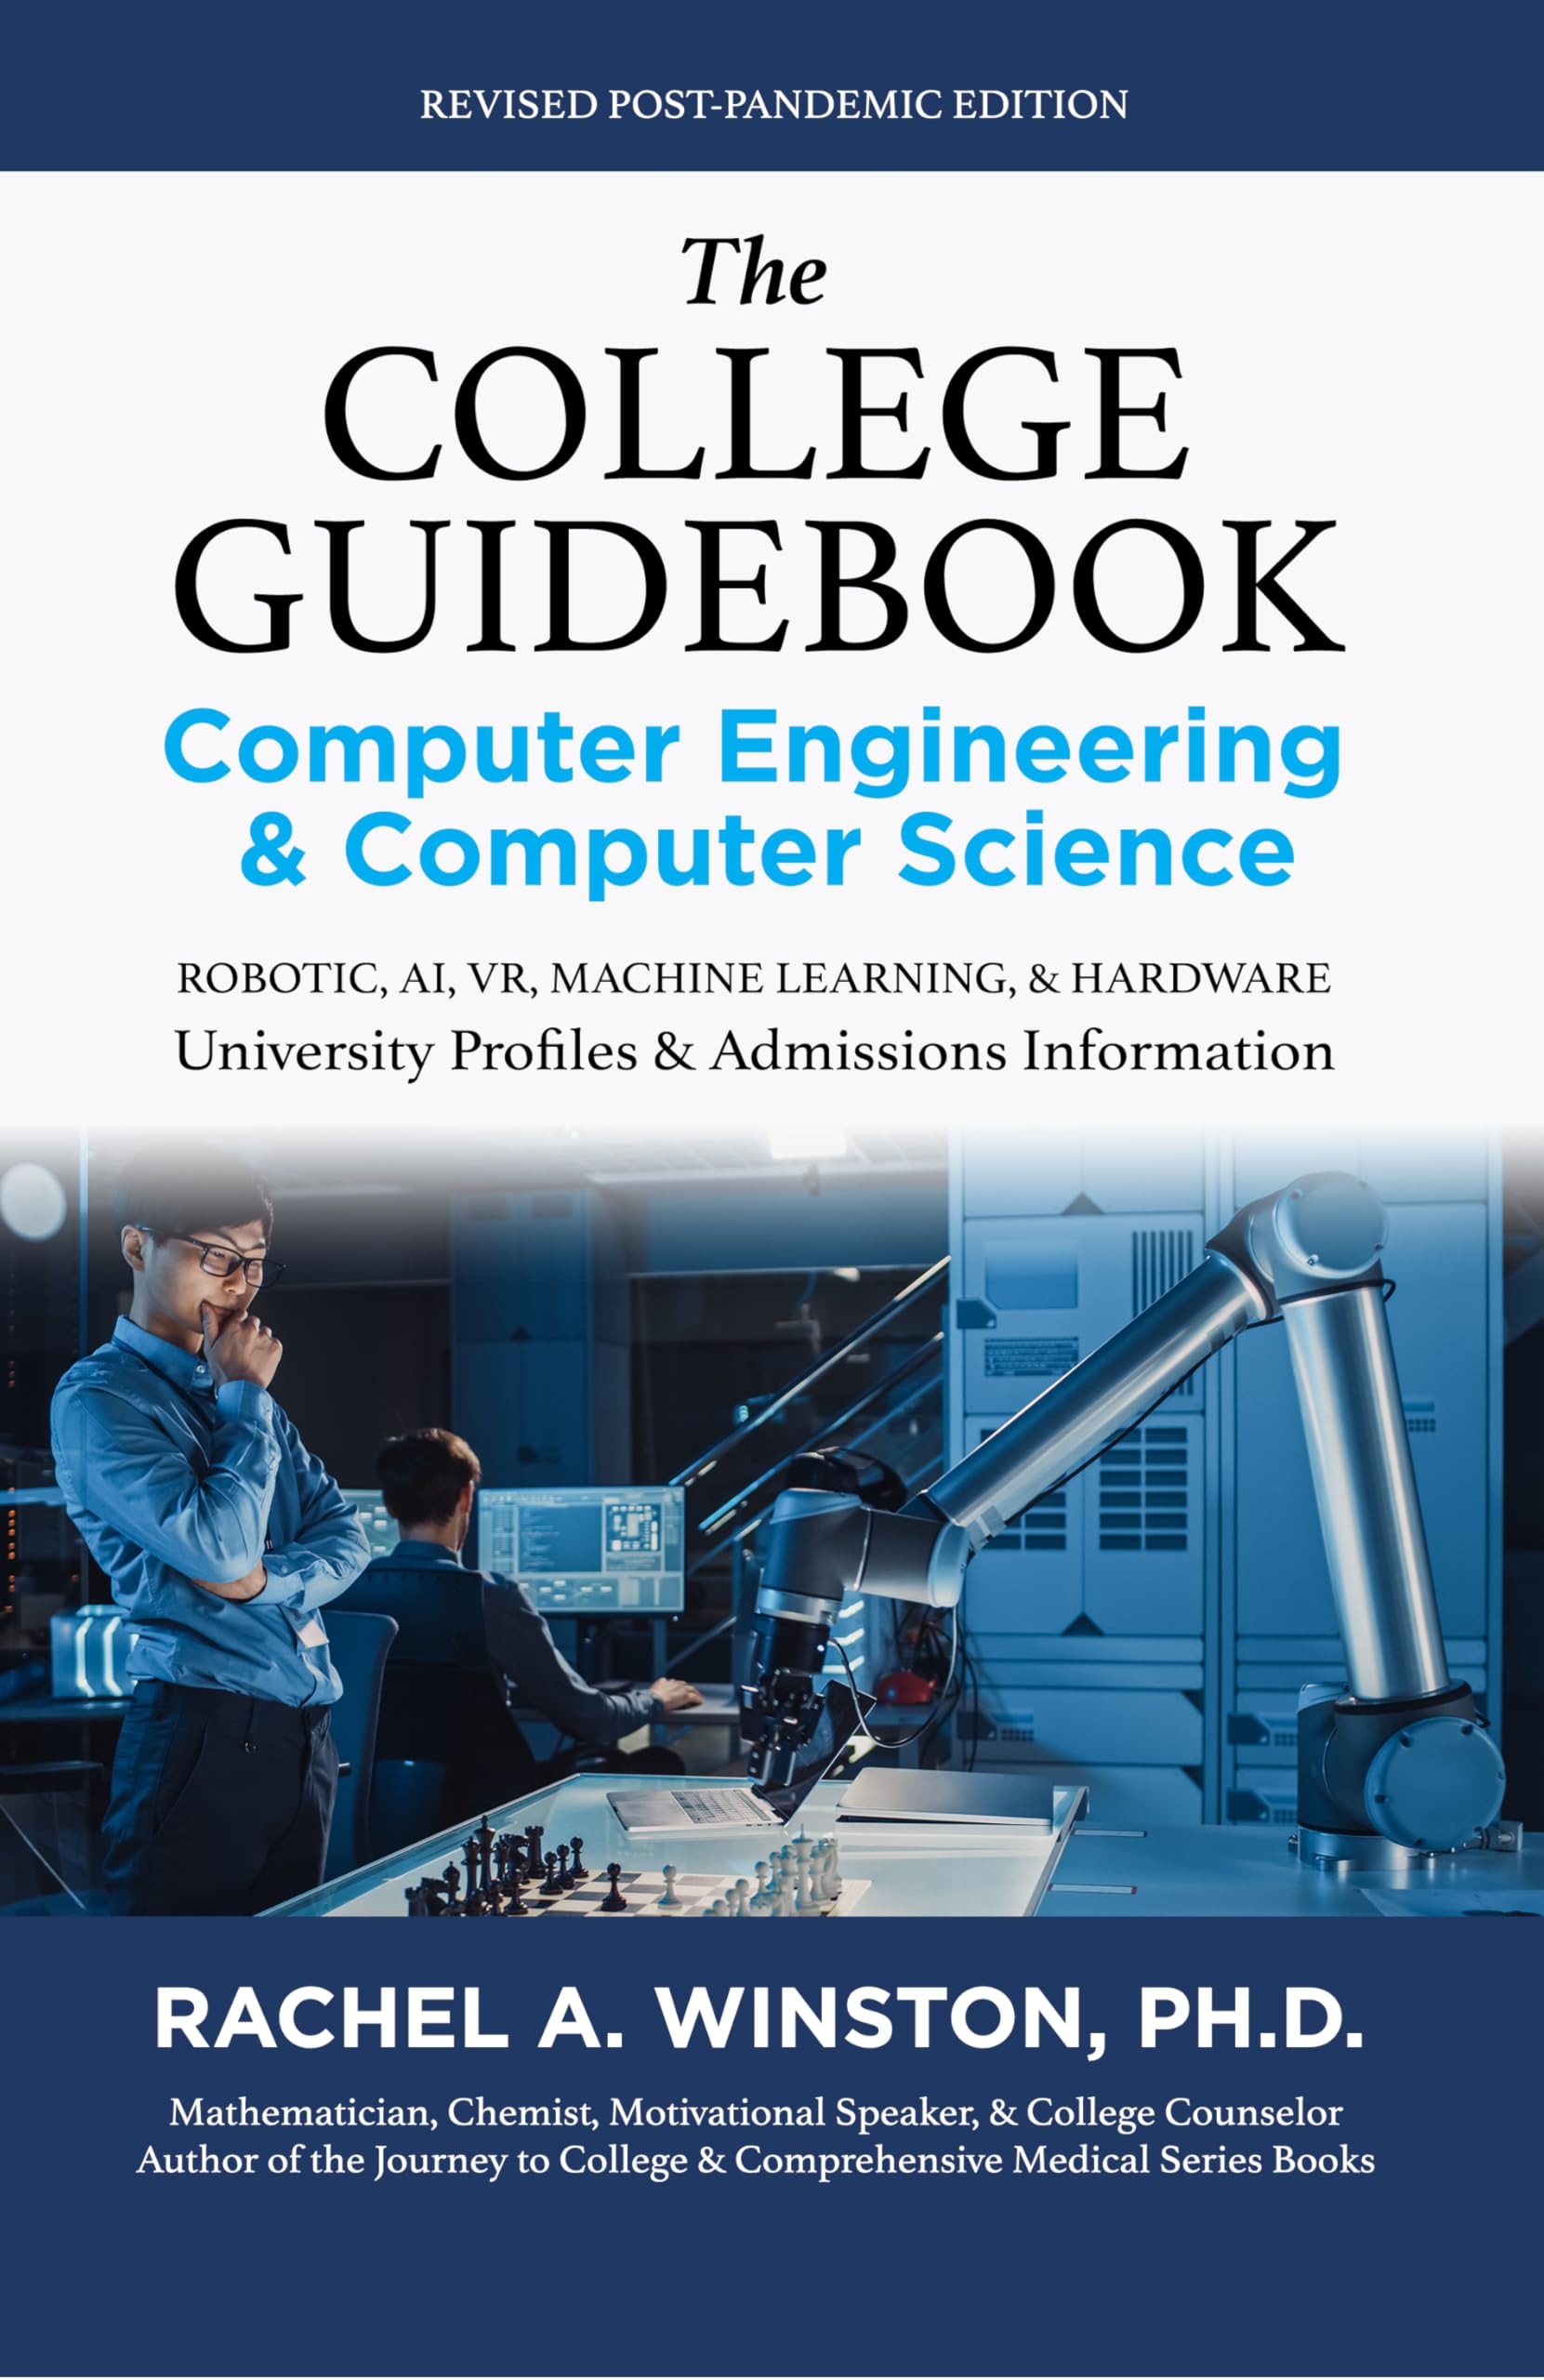 REVISED POST-PANDEMIC EDITION
The
COLLEGE
GUIDEBOOK
Computer Engineering
& Computer Science
ROBOTIC, AI, VR, MACHINE LEARNING, & HARDWARE
University Profiles & Admissions Information
RACHEL A. WINSTON, PH.D.
Mathematician, Chemist, Motivational Speaker, & College Counselor
Author of the Journey to College & Comprehensive Medical Series Books